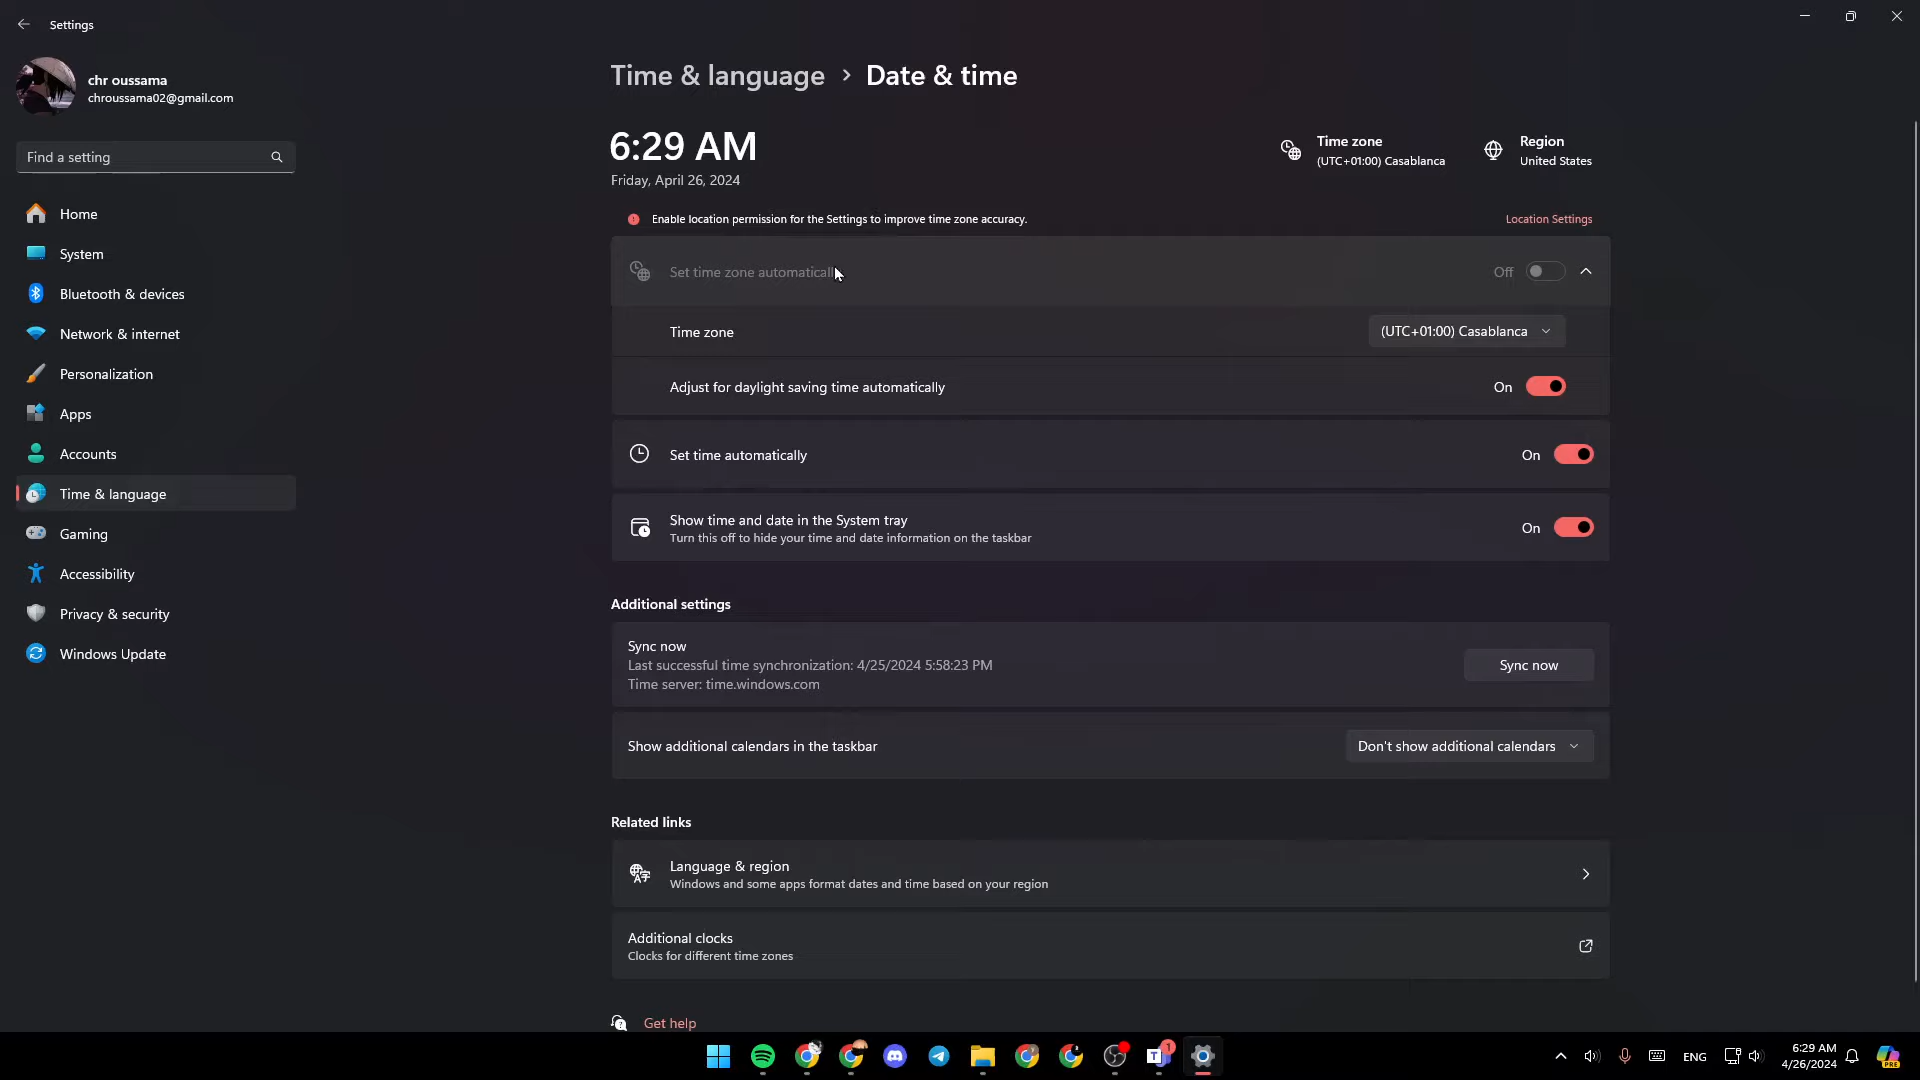 Settings
chr oussama
chroussama02@gmail.com
Find a setting
Home
System
Bluetooth & devices
Network & internet
Personalization
Apps
Accounts
Time & language
Gaming
Accessibility
Privacy & security
Windows Update
Time & language > Date & time
6:29 AM
Friday, April 26, 2024
Time zone
(UTC+01:00) Casablanca
Region
United States
Enable location permission for the Settings to improve time zone accuracy.
Location Settings
Set time zone automatically
Off
Time zone
(UTC+01:00) Casablanca
Adjust for daylight saving time automatically
On
Set time automatically
On
Show time and date in the System tray
Turn this off to hide your time and date information on the taskbar
On
Additional settings
Sync now
Last successful time synchronization: 4/25/2024 5:58:23 PM
Time server: time.windows.com
Sync now
Show additional calendars in the taskbar
Don't show additional calendars
Related links
Language & region
Windows and some apps format dates and time based on your region
Additional clocks
Clocks for different time zones
Get help
1
ENG
6:29 AM
4/26/2024
PRE